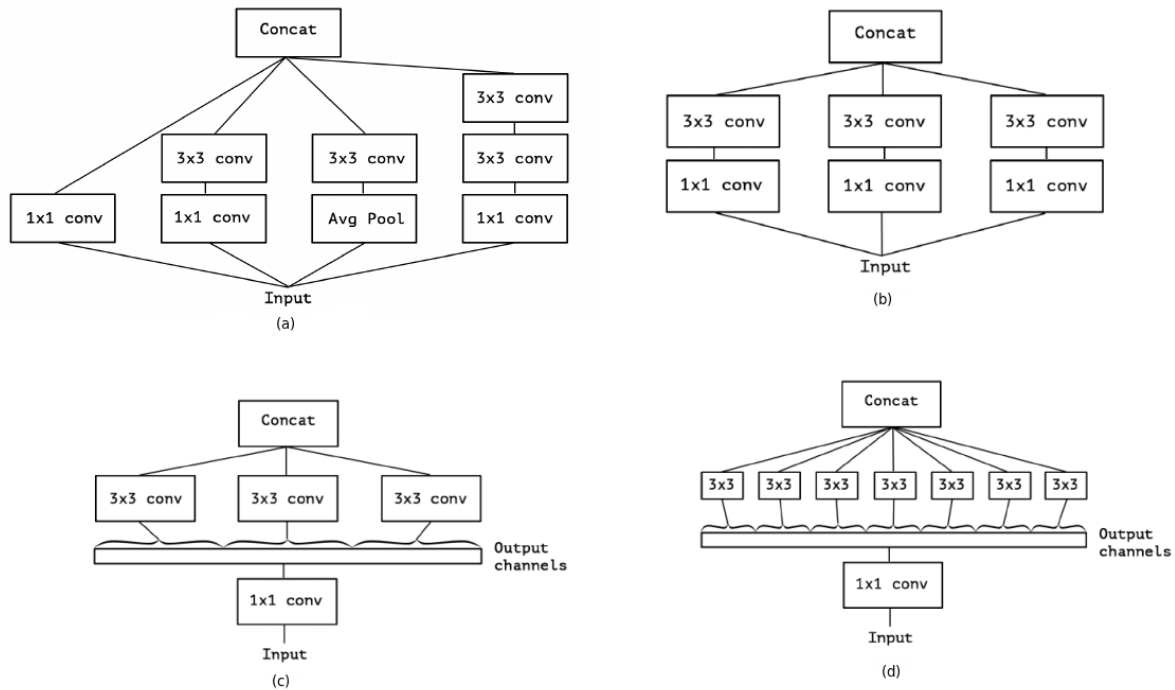 Concat
3x3 conv
3x3 conv 3x3 conv 3x3 conv
1x1 conv 1x1 conv Avg Pool 1x1 conv
Input
(a)
Concat
3x3 conv 3x3 conv 3x3 conv
1x1 conv 1x1 conv 1x1 conv
Input
(b)
Concat
3x3 conv 3x3 conv 3x3 conv
Output
channels
1x1 conv
Input
(c)
Concat
3x3 3x3 3x3 3x3 3x3 3x3 3x3
Output
channels
1x1 conv
Input
(d)